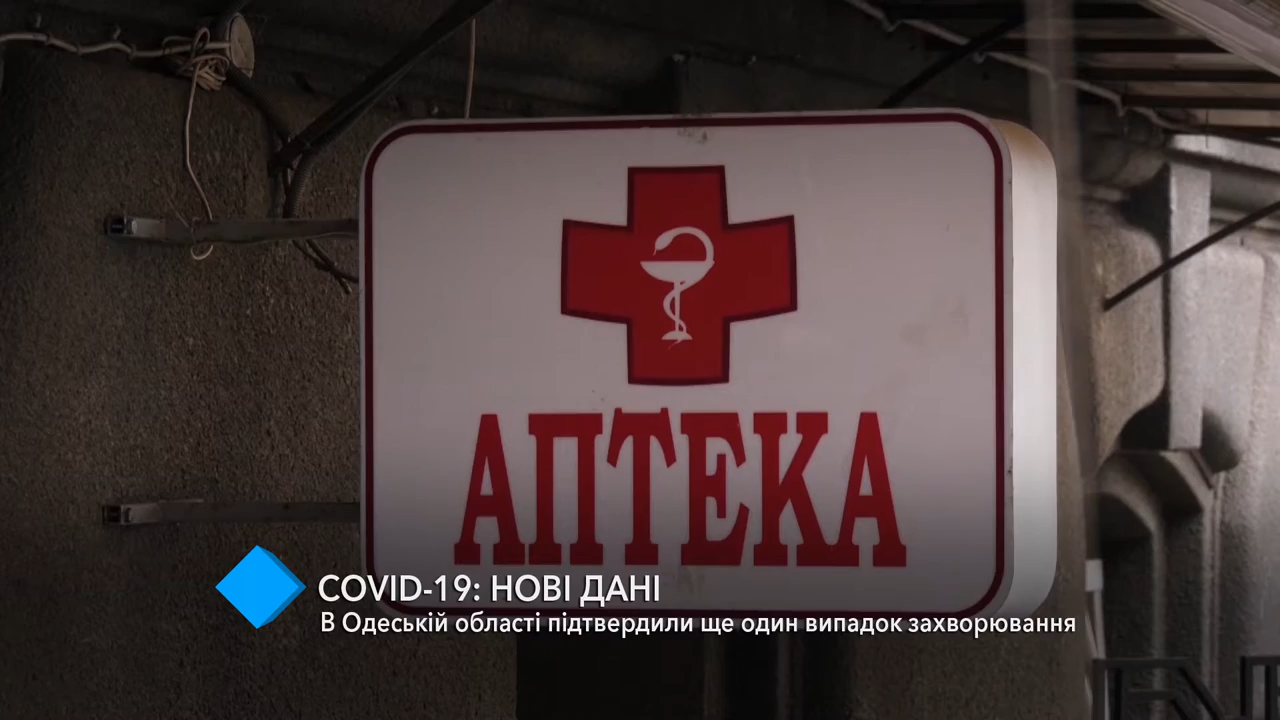 АПТЕКА
COVID-19: НОВІ ДАНІ
В Одеській області підтвердили ще один випадок захворювання